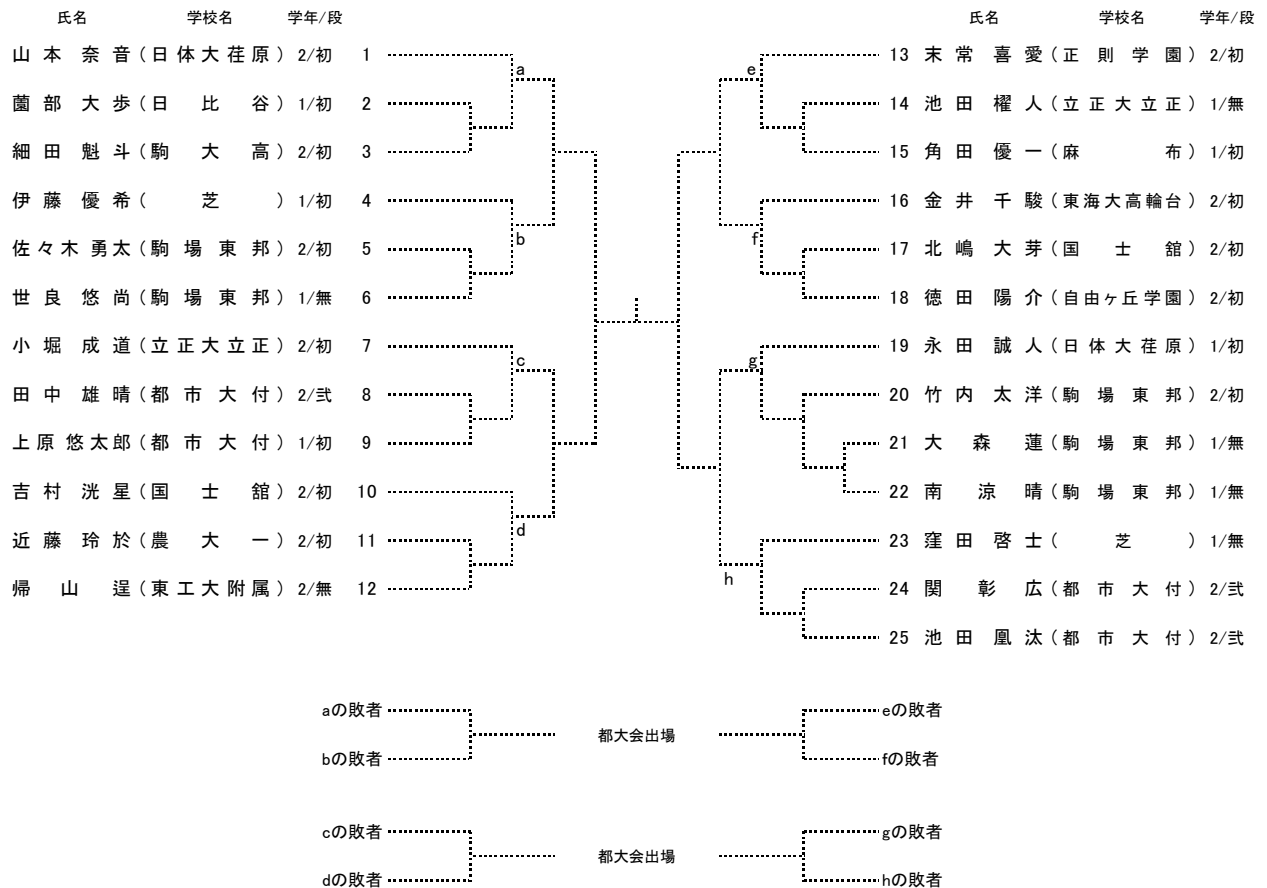 氏名 学校名 学年/段
山本奈音(日体大荏原) 2/初 1
薗部大歩(日比谷) 1/初 2
細田魁斗(駒大高) 2/初 3
伊藤優希(芝) 1/初 4
佐々木勇太(駒場東邦) 2/初 5
世良悠尚(駒場東邦) 1/無 6
小堀成道(立正大立正) 2/初 7
田中雄晴(都市大付) 2/弐 8
上原悠太郎(都市大付) 1/初 9
吉村洸星(国士舘) 2/初 10
近藤玲於(農大一) 2/初 11
帰山逞(東工大附属) 2/無 12
a
b
c
d
氏名 学校名 学年/段
13 末常喜愛(正則学園) 2/初
14 池田櫂人(立正大立正) 1/無
15 角田優一(麻布) 1/初
16 金井千駿(東海大高輪台) 2/初
17 北嶋大芽(国士舘) 2/初
18 徳田陽介(自由ヶ丘学園) 2/初
19 永田誠人(日体大荏原) 1/初
20 竹内太洋(駒場東邦) 2/初
21 大森蓮(駒場東邦) 1/無
22 南涼晴(駒場東邦) 1/無
23 窪田啓士(芝) 1/無
24 関彰広(都市大付) 2/弐
25 池田凰汰(都市大付) 2/弐
e
f
g
h
aの敗者
bの敗者
都大会出場
eの敗者
fの敗者
cの敗者
dの敗者
都大会出場
gの敗者
hの敗者